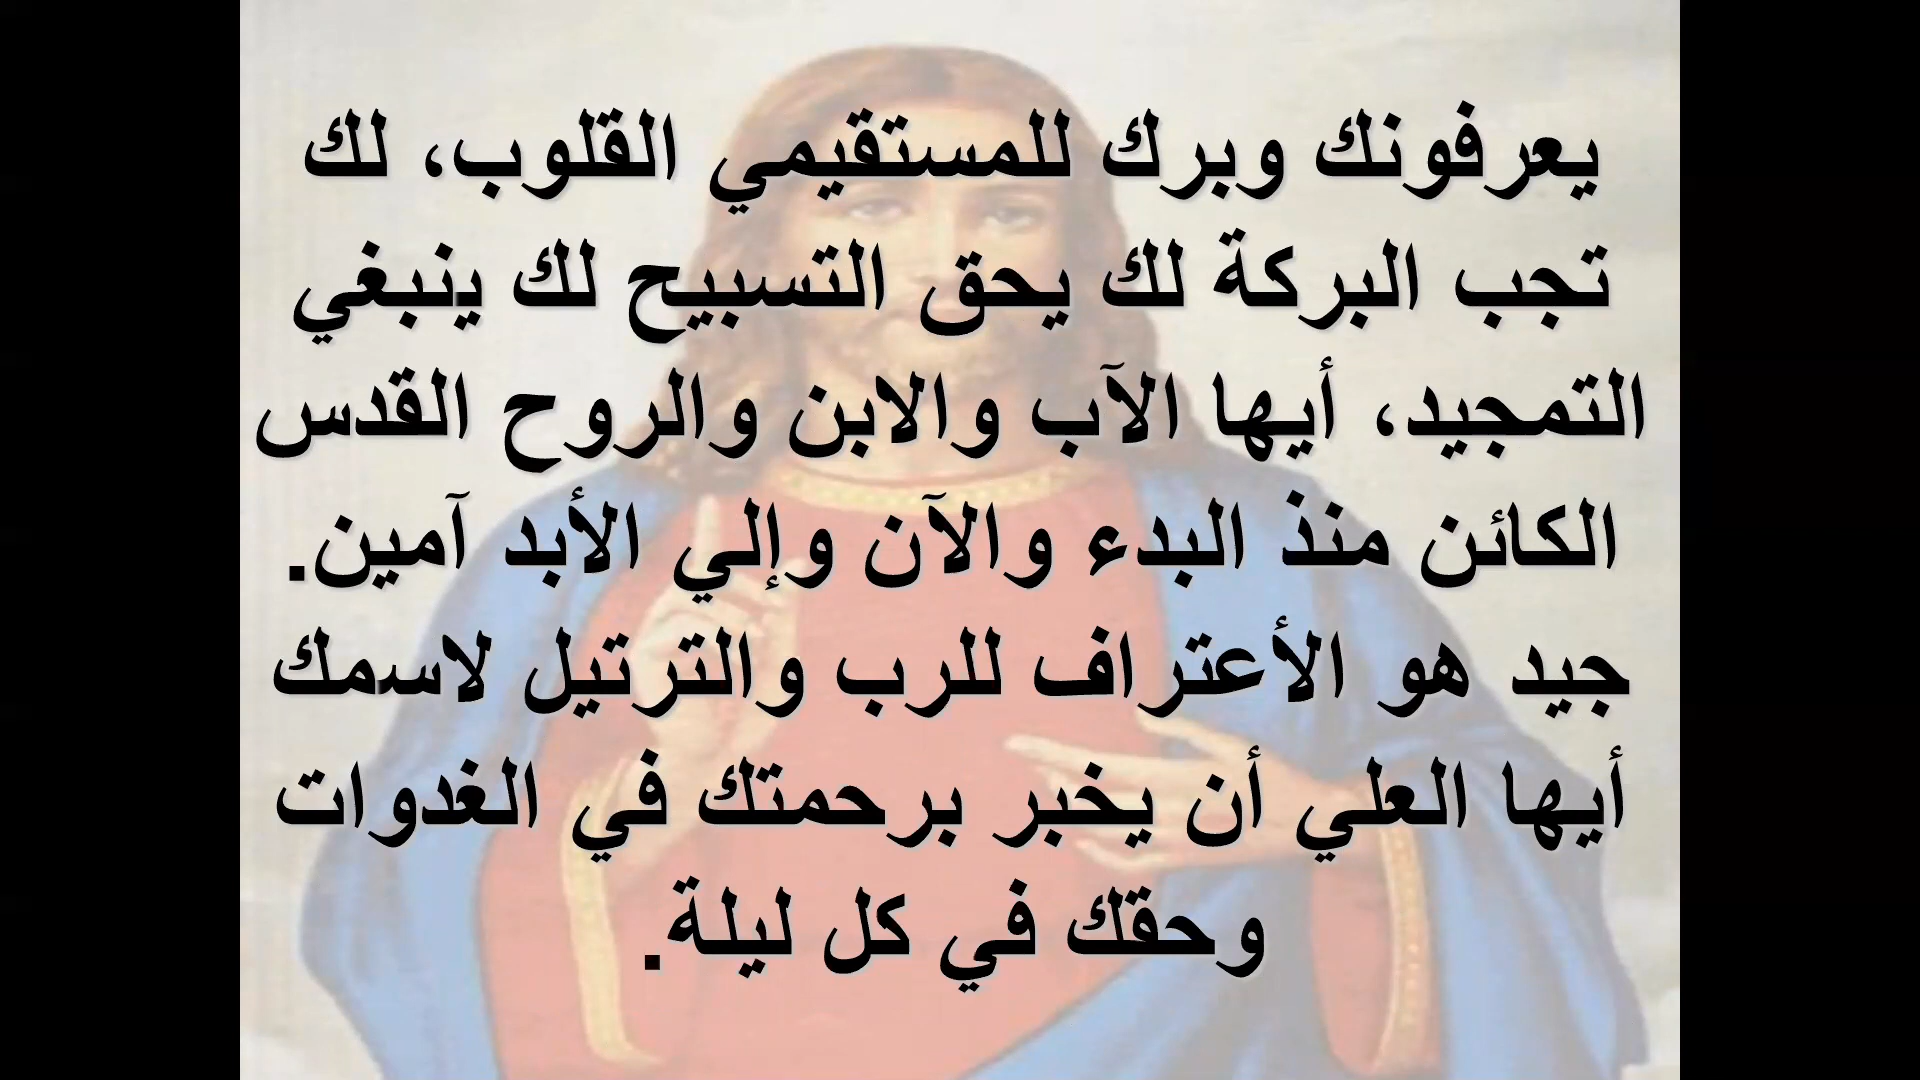 يعرفونك وبرك للمستقيمي القلوب، لك
تجب البركة لك يحق التسبيح لك ينبغي
التمجيد، أيها الآب والابن والروح القدس
الكائن منذ البدء والآن وإلي الأبد آمين.
جيد هو الأعتراف للرب والترتيل لاسمك
أيها العلي أن يخبر برحمتك في الغدوات
وحقك في كل ليلة.